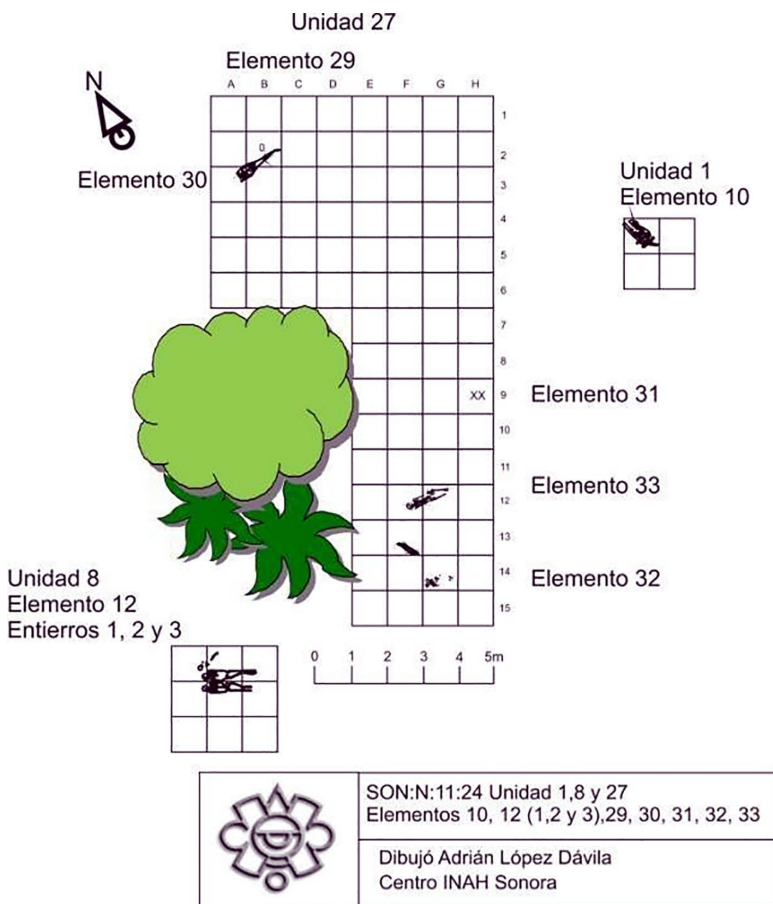 Unidad 27
Elemento 29
N
A B C D E F G H
1
2
3
4
5
6
7
8
9
10
11
12
13
14
15
0
Elemento 30
Unidad 1
Elemento 10
XX
Elemento 31
Elemento 33
Elemento 32
Unidad 8
Elemento 12
Entierros 1, 2 y 3
0 1 2 3 4 5m
SON:N:11:24 Unidad 1,8 y 27
Elementos 10, 12 (1,2 y 3),29, 30, 31, 32, 33
Dibujó Adrián López Dávila
Centro INAH Sonora